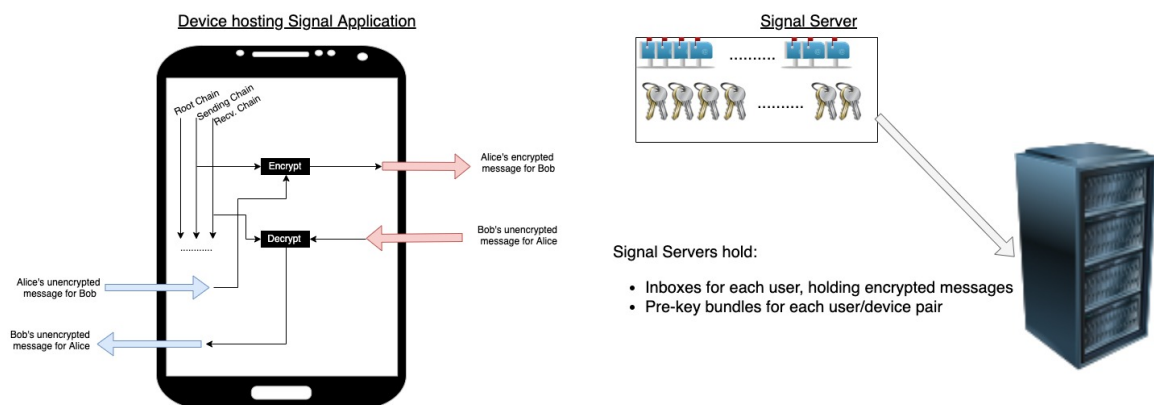 Device hosting Signal Application
Root Chain
Sending Chain
Recv. Chain
Encrypt
Alice's encrypted
message for Bob
Decrypt
Bob's unencrypted
message for Alice
............
Alice's unencrypted
message for Bob
Bob's unencrypted
message for Alice
Signal Server
..........
..........
Signal Servers hold:
• Inboxes for each user, holding encrypted messages
• Pre-key bundles for each user/device pair